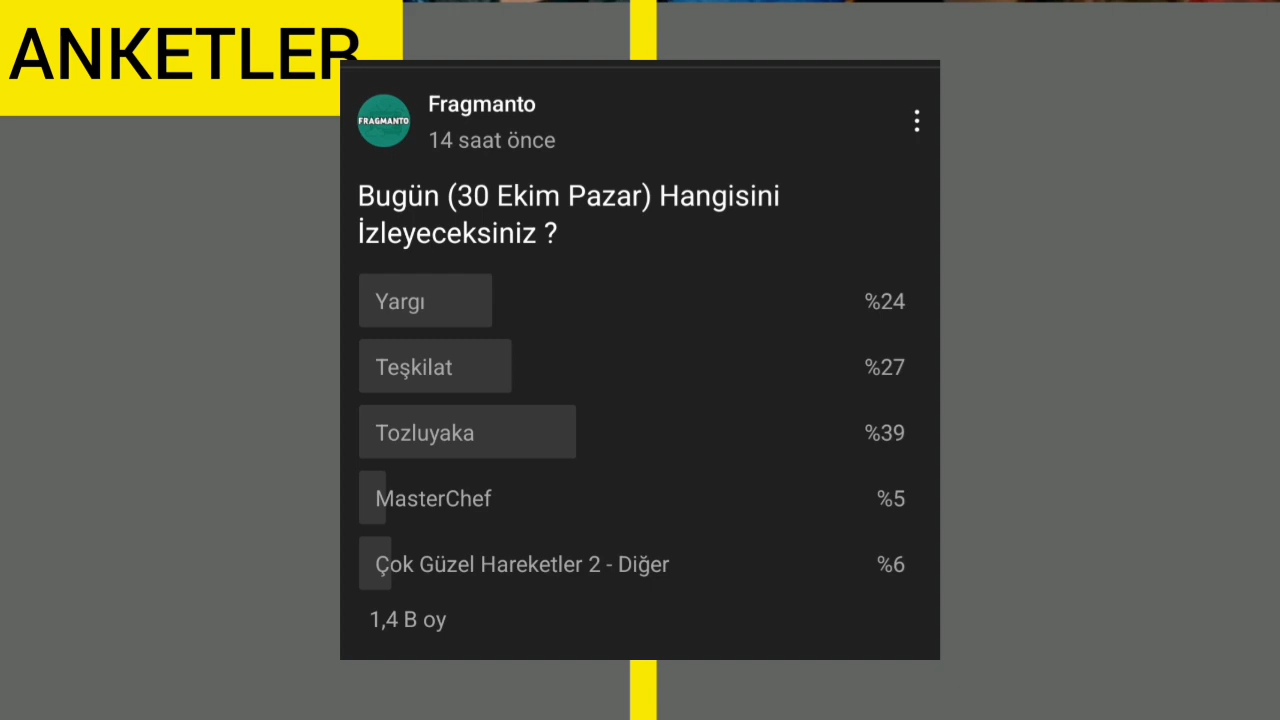 ANKETLER
FRAGMANTO
Fragmanto
14 saat önce
Bugün (30 Ekim Pazar) Hangisini
İzleyeceksiniz ?
Yargı %24
Teşkilat %27
Tozluyaka %39
MasterChef %5
Çok Güzel Hareketler 2 - Diğer %6
1,4 B oy